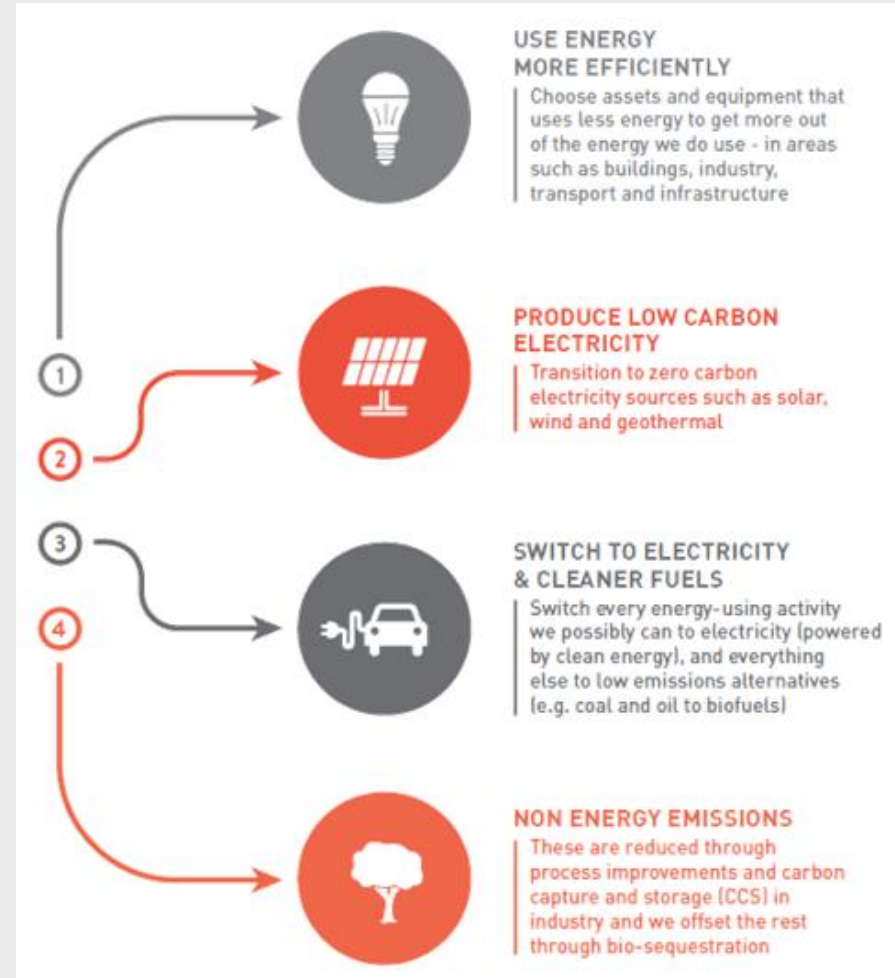 1
USE ENERGY
MORE EFFICIENTLY
Choose assets and equipment that
uses less energy to get more out
of the energy we do use - in areas
such as buildings, industry,
transport and infrastructure
2
PRODUCE LOW CARBON
ELECTRICITY
Transition to zero carbon
electricity sources such as solar,
wind and geothermal
3
SWITCH TO ELECTRICITY
& CLEANER FUELS
Switch every energy-using activity
we possibly can to electricity (powered
by clean energy), and everything
else to low emissions alternatives
(e.g. coal and oil to biofuels)
4
NON ENERGY EMISSIONS
These are reduced through
process improvements and carbon
capture and storage (CCS) in
industry and we offset the rest
through bio-sequestration